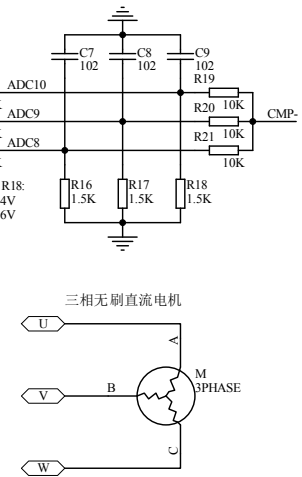 C7
102
C8
102
C9
102
R19
10K
ADC10
R20
10K
ADC9
CMP-
R21
10K
ADC8
R18:
4V
6V
R16
1.5K
R17
1.5K
R18
1.5K
三相无刷直流电机
U
A
V
B
M
3PHASE
C
W